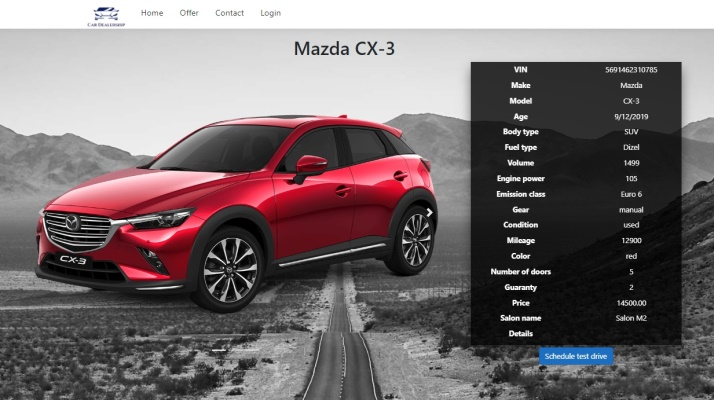 CAR DEALERSHIP
Home Offer Contact Login
Mazda CX-3
VIN 5691462310785
Make Mazda
Model CX-3
Age 9/12/2019
Body type SUV
Fuel type Dizel
Volume 1499
Engine power 105
Emission class Euro 6
Gear manual
Condition used
Mileage 12900
Color red
Number of doors 5
Guaranty 2
Price 14500.00
Salon name Salon M2
Details
Schedule test drive
CX-3